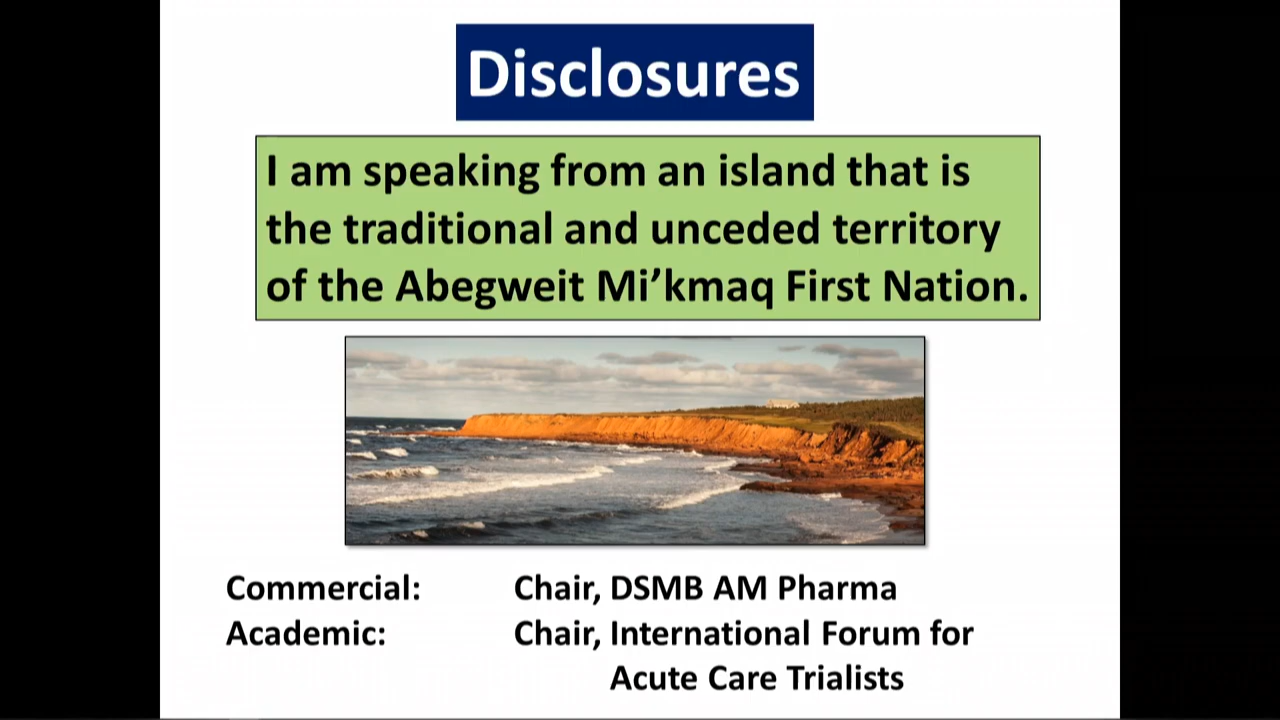 Disclosures
I am speaking from an island that is
the traditional and unceded territory
of the Abegweit Mi’kmaq First Nation.
Commercial: Chair, DSMB AM Pharma
Academic: Chair, International Forum for
Acute Care Trialists